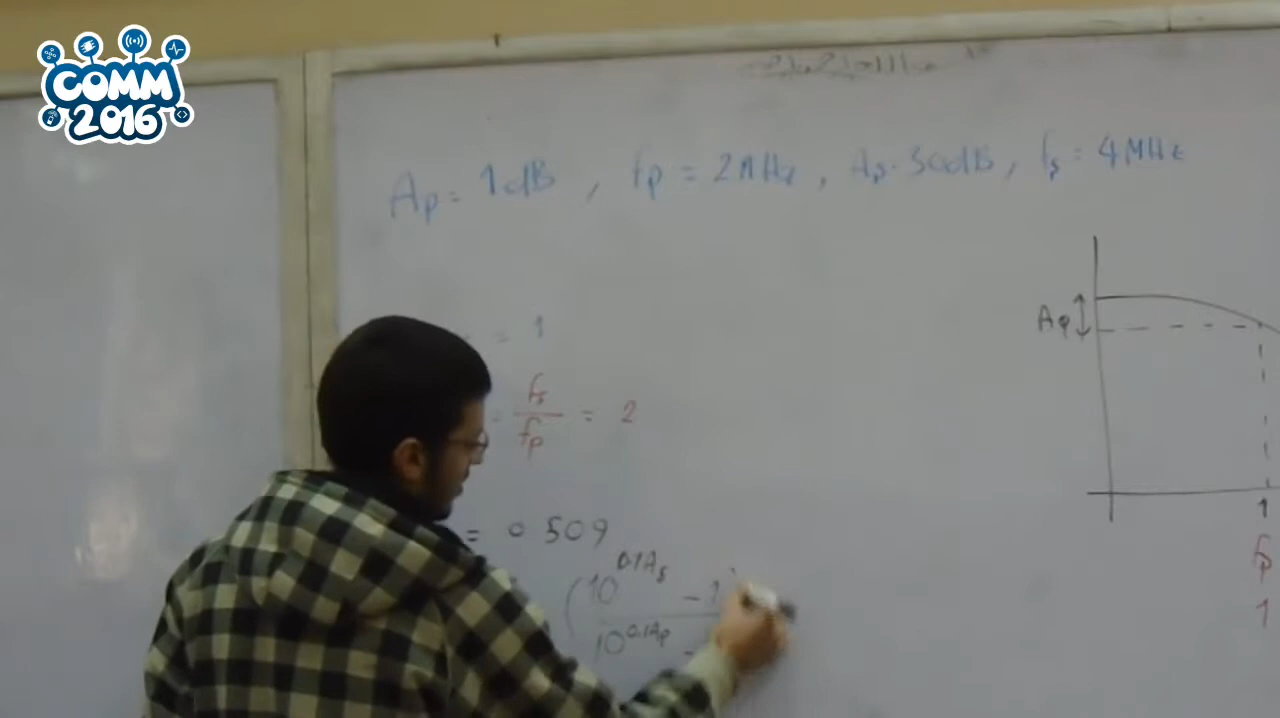 COMM
2016
Ap = 1dB , fp = 2MHz , As = 30dB , fs = 4MHz
= 1
Ap
= fs/fp = 2
= 0.509
(10^0.1As - 1
10^0.1Ap -
1
fp
1